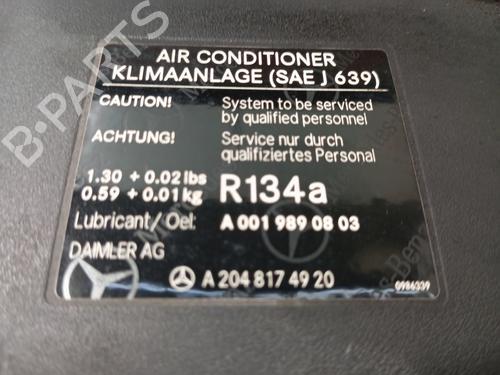 AIR CONDITIONER
KLIMAANLAGE (SAE J 639)
CAUTION! System to be serviced
by qualified personnel
ACHTUNG! Service nur durch
qualifiziertes Personal
1.30 + 0.02 lbs
0.59 + 0.01 kg R134a
Lubricant/Oel: A 001 989 08 03
DAIMLER AG
A 204 817 49 20
0986339
B-PARTS